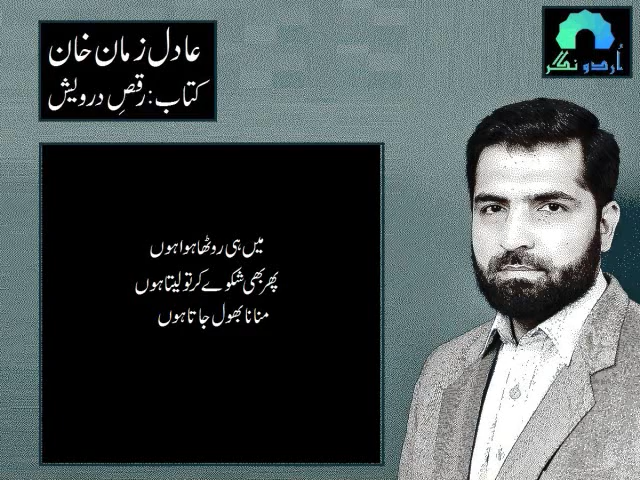 عادل زمان خان
کتاب: رقصِ درویش
اُردو نگر
میں ہی روٹھا ہوا ہوں
پھر بھی شکوے کر تو لیتا ہوں
منانا بھول جاتا ہوں